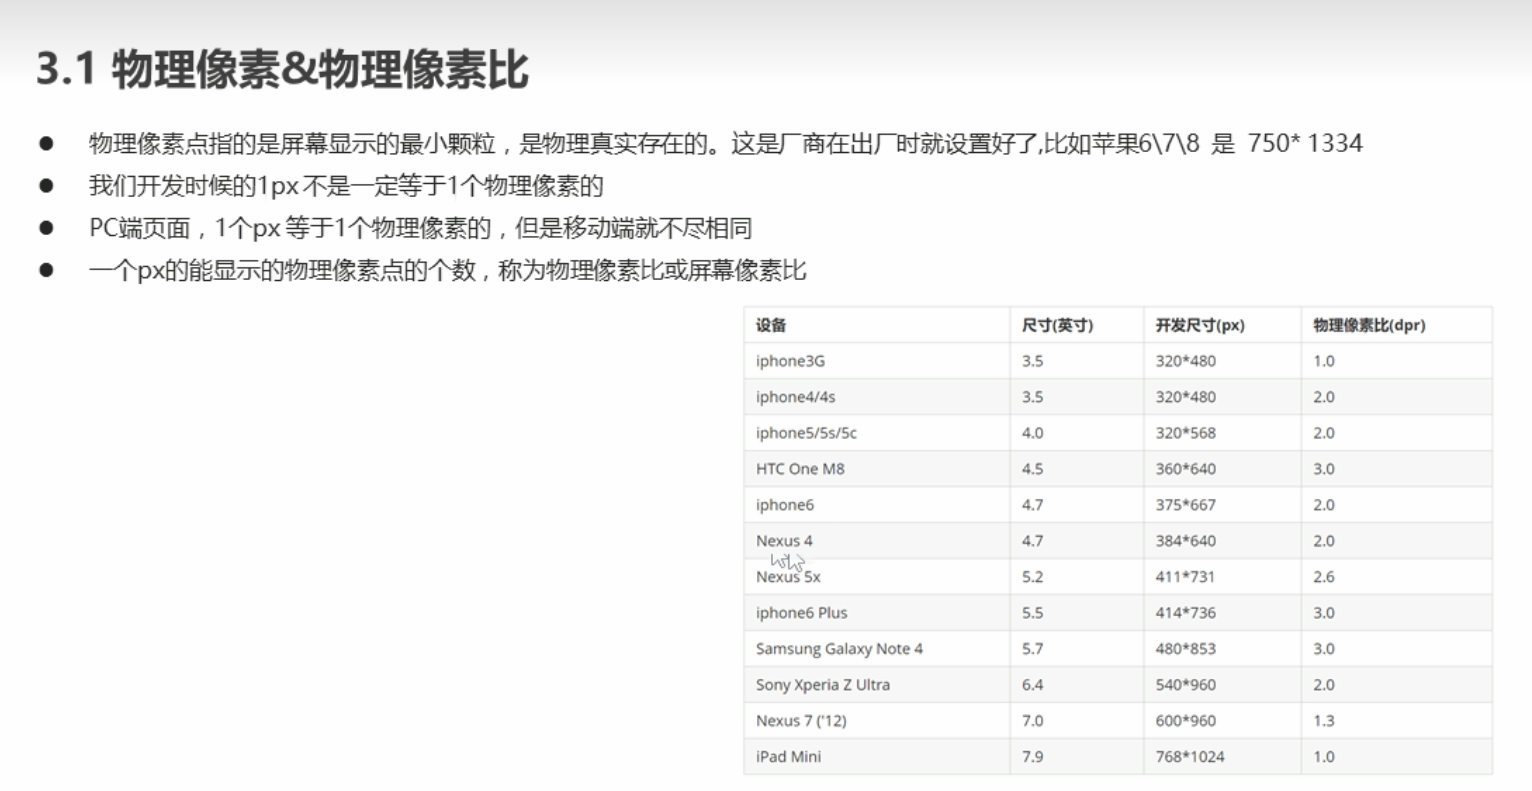 3.1 物理像素&物理像素比
● 物理像素点指的是屏幕显示的最小颗粒，是物理真实存在的。这是厂商在出厂时就设置好了,比如苹果6\7\8 是 750* 1334
● 我们开发时候的1px 不是一定等于1个物理像素的
● PC端页面，1个px 等于1个物理像素的，但是移动端就不尽相同
● 一个px的能显示的物理像素点的个数，称为物理像素比或屏幕像素比
设备 尺寸(英寸) 开发尺寸(px) 物理像素比(dpr)
iphone3G 3.5 320*480 1.0
iphone4/4s 3.5 320*480 2.0
iphone5/5s/5c 4.0 320*568 2.0
HTC One M8 4.5 360*640 3.0
iphone6 4.7 375*667 2.0
Nexus 4 4.7 384*640 2.0
Nexus 5x 5.2 411*731 2.6
iphone6 Plus 5.5 414*736 3.0
Samsung Galaxy Note 4 5.7 480*853 3.0
Sony Xperia Z Ultra 6.4 540*960 2.0
Nexus 7 ('12) 7.0 600*960 1.3
iPad Mini 7.9 768*1024 1.0